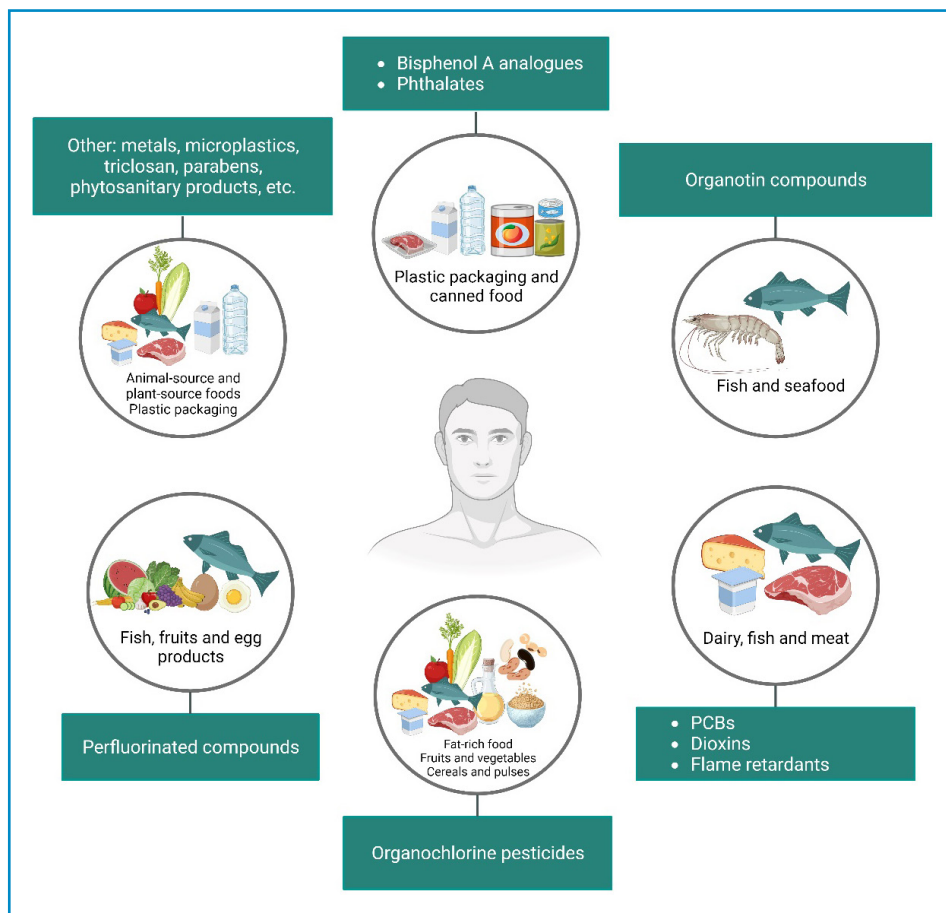 • Bisphenol A analogues
• Phthalates
Plastic packaging and
canned food
Other: metals, microplastics,
triclosan, parabens,
phytosanitary products, etc.
Animal-source and
plant-source foods
Plastic packaging
Organotin compounds
Fish and seafood
Fish, fruits and egg
products
Perfluorinated compounds
Dairy, fish and meat
• PCBs
• Dioxins
• Flame retardants
Fat-rich food
Fruits and vegetables
Cereals and pulses
Organochlorine pesticides